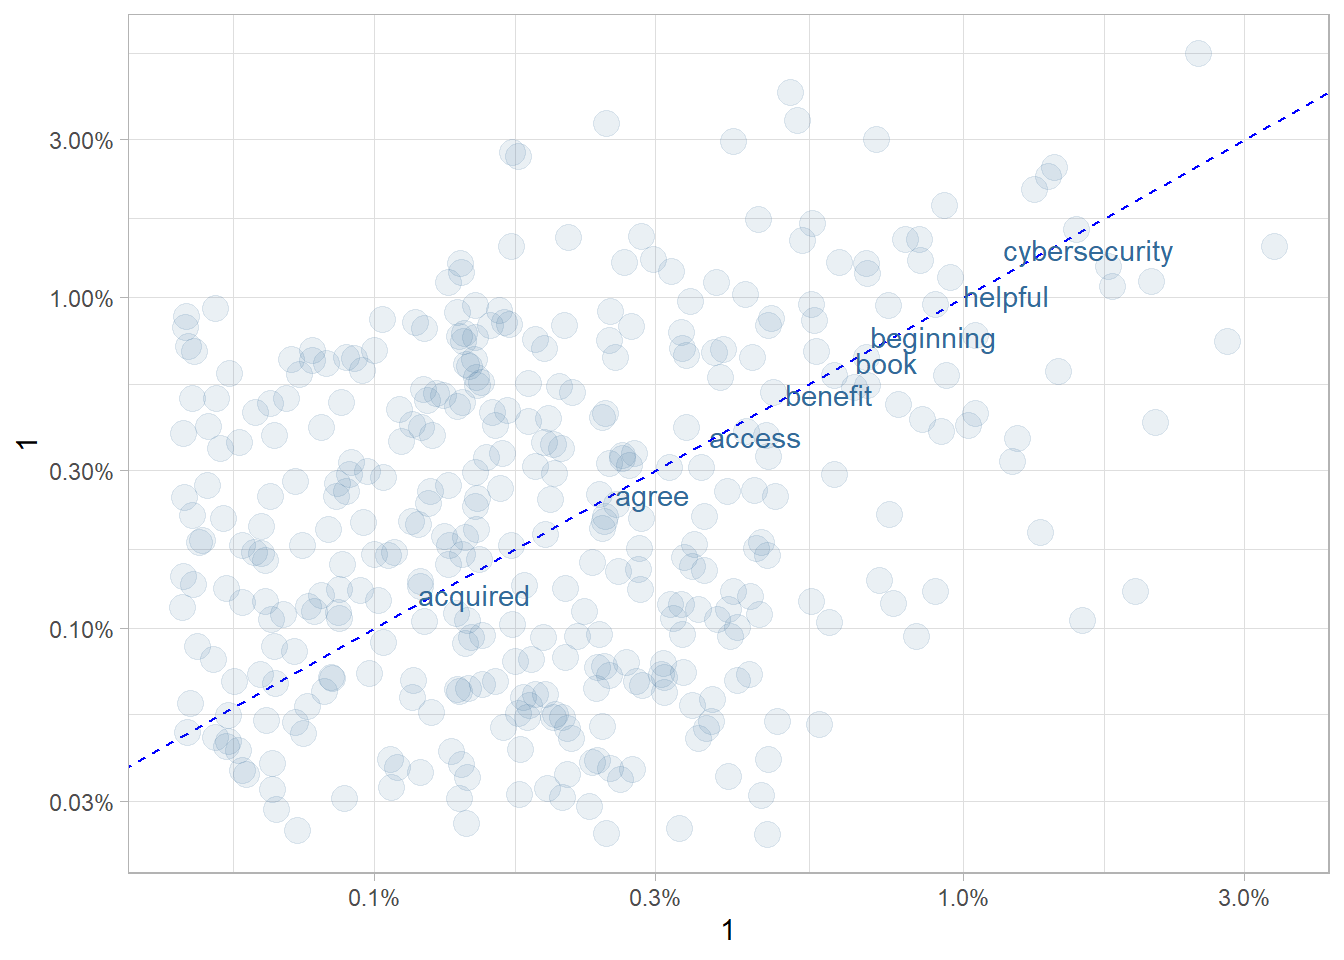 3.00%
cybersecurity
1.00%
helpful
beginning
book
benefit
1
access
0.30%
agree
acquired
0.10%
0.03%
0.1%
0.3%
1.0%
3.0%
1